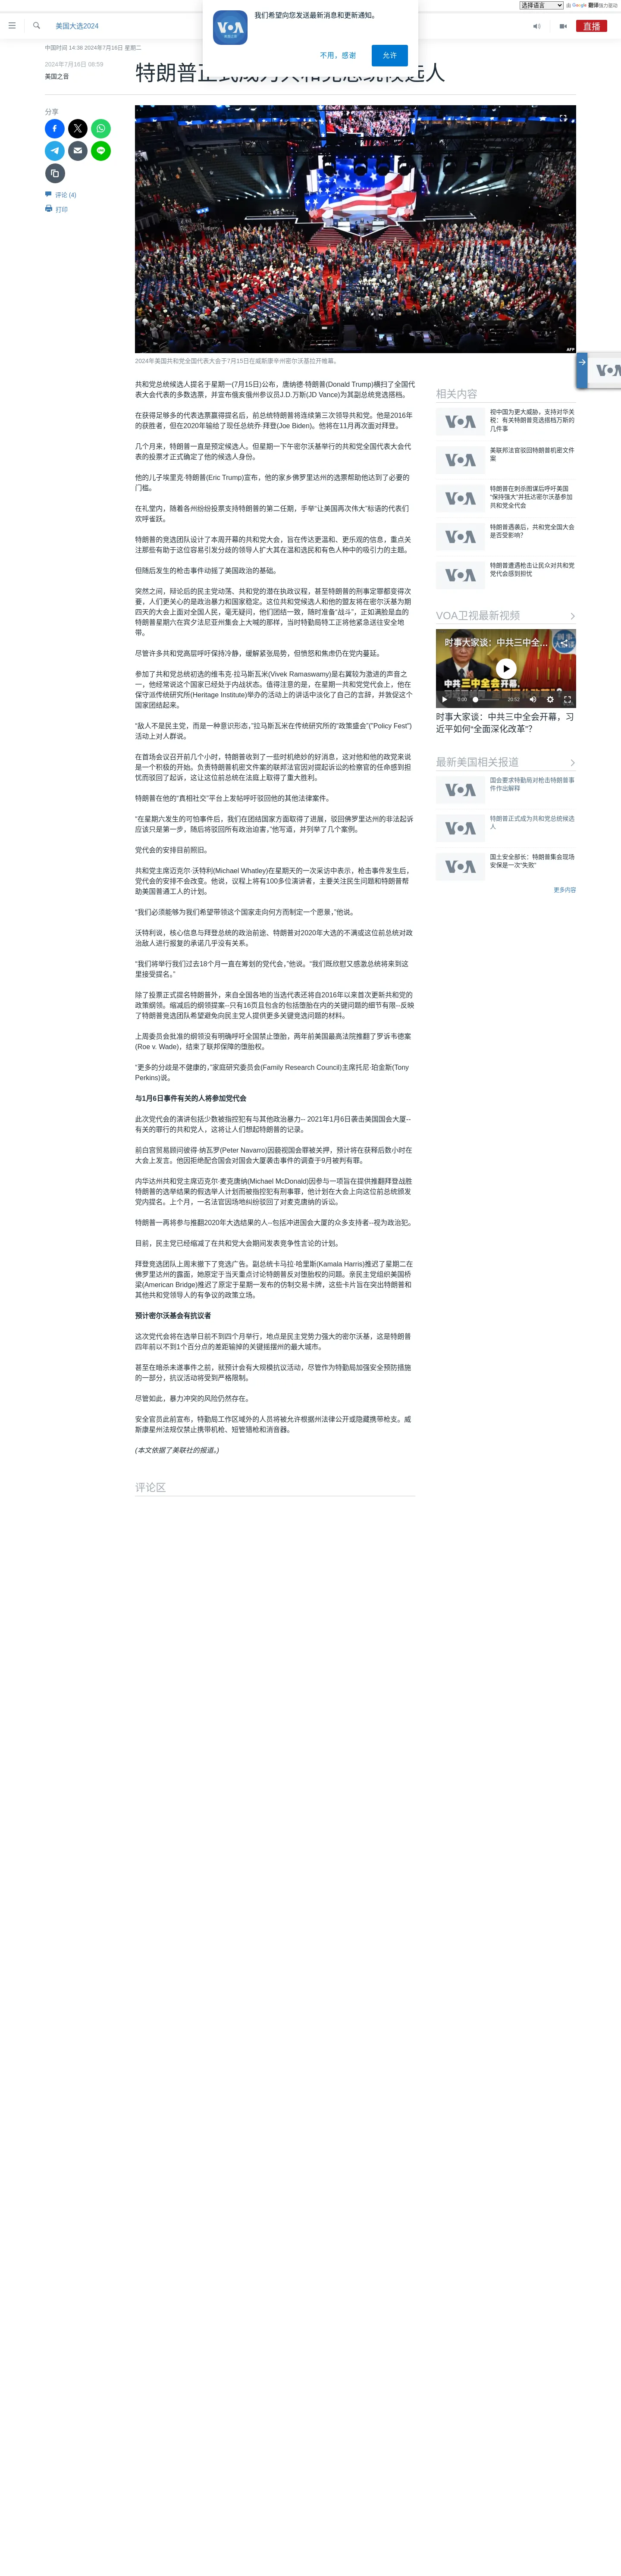 选择语言
由 Google 翻译强力驱动
我们希望向您发送最新消息和更新通知。
不用，感谢
允许
美国大选2024
直播
中国时间 14:36 2024年7月16日 星期二
2024年7月16日 08:59
美国之音
特朗普正式成为共和党总统候选人
分享
评论 (4)
打印
AFP
2024年美国共和党全国代表大会于7月15日在威斯康辛州密尔沃基拉开帷幕。
共和党总统候选人提名于星期一(7月15日)公布，唐纳德·特朗普(Donald Trump)横扫了全国代
表大会代表的多数选票，并宣布俄亥俄州参议员J.D.万斯(JD Vance)为其副总统竞选搭档。
在获得足够多的代表选票赢得提名后，前总统特朗普将连续第三次领导共和党。他是2016年
的获胜者，但在2020年输给了现任总统乔·拜登(Joe Biden)。他将在11月再次面对拜登。
几个月来，特朗普一直是预定候选人。但星期一下午密尔沃基举行的共和党全国代表大会代
表的投票才正式确定了他的候选人身份。
他的儿子埃里克·特朗普(Eric Trump)宣布，他的家乡佛罗里达州的选票帮助他达到了必要的
门槛。
在礼堂内，随着各州纷纷投票支持特朗普的第二任期，手举“让美国再次伟大”标语的代表们
欢呼雀跃。
特朗普的竞选团队设计了本周开幕的共和党大会，旨在传达更温和、更乐观的信息，重点关
注那些有助于这位容易引发分歧的领导人扩大其在温和选民和有色人种中的吸引力的主题。
但随后发生的枪击事件动摇了美国政治的基础。
突然之间，辩论后的民主党动荡、共和党的潜在执政议程，甚至特朗普的刑事定罪都变得次
要，人们更关心的是政治暴力和国家稳定。这位共和党候选人和他的盟友将在密尔沃基为期
四天的大会上面对全国人民，毫无疑问，他们团结一致，随时准备“战斗”，正如满脸是血的
特朗普星期六在宾夕法尼亚州集会上大喊的那样，当时特勤局特工正将他紧急送往安全地
带。
尽管许多共和党高层呼吁保持冷静，缓解紧张局势，但愤怒和焦虑仍在党内蔓延。
参加了共和党总统初选的维韦克·拉马斯瓦米(Vivek Ramaswamy)是右翼较为激进的声音之
一，他经常说这个国家已经处于内战状态。值得注意的是，在星期一共和党代表大会上，他在
保守派传统研究所(Heritage Institute)举办的活动上的讲话中淡化了自己的言辞，并敦促这个
国家团结起来。
“敌人不是民主党，而是一种意识形态，”拉马斯瓦米在传统研究所的“政策盛会”("Policy Fest")
活动上对人群说。
在首场会议召开前几个小时，特朗普收到了一些时机绝妙的好消息，这对他和他的政党来说
是一个积极的开始。负责特朗普机密文件案的联邦法官因对提起诉讼的检察官的任命感到担
忧而驳回了起诉，这让这位前总统在法庭上取得了重大胜利。
特朗普在他的“真相社交”平台上发帖呼吁驳回他的其他法律案件。
“在星期六发生的可怕事件后，我们在团结国家方面取得了进展，驳回佛罗里达州的非法起诉
应该只是第一步，随后将驳回所有政治迫害，”他写道，并列举了几个案例。
党代会的安排目前照旧。
共和党主席迈克尔·沃特利(Michael Whatley)在星期天的一次采访中表示，枪击事件发生后，
党代会的安排不会改变。他说，议程上将有100多位演讲者，主要关注民生问题和特朗普帮
助美国普通工人的计划。
“我们必须能够为我们希望带领这个国家走向何方而制定一个愿景，”他说。
沃特利说，核心信息与拜登总统的政治前途、特朗普对2020年大选的不满或这位前总统对政
治敌人进行报复的承诺几乎没有关系。
“我们将举行我们过去18个月一直在筹划的党代会，”他说。“我们既欣慰又感激总统将来到这
里接受提名。”
除了投票正式提名特朗普外，来自全国各地的当选代表还将自2016年以来首次更新共和党的
政策纲领。缩减后的纲领提案--只有16页且包含的包括堕胎在内的关键问题的细节有限--反映
了特朗普竞选团队希望避免向民主党人提供更多关键竞选问题的材料。
上周委员会批准的纲领没有明确呼吁全国禁止堕胎，两年前美国最高法院推翻了罗诉韦德案
(Roe v. Wade)，结束了联邦保障的堕胎权。
“更多的分歧是不健康的，”家庭研究委员会(Family Research Council)主席托尼·珀金斯(Tony
Perkins)说。
与1月6日事件有关的人将参加党代会
此次党代会的演讲包括少数被指控犯有与其他政治暴力-- 2021年1月6日袭击美国国会大厦--
有关的罪行的共和党人，这将让人们想起特朗普的记录。
前白宫贸易顾问彼得·纳瓦罗(Peter Navarro)因藐视国会罪被关押，预计将在获释后数小时在
大会上发言。他因拒绝配合国会对国会大厦袭击事件的调查于9月被判有罪。
内华达州共和党主席迈克尔·麦克唐纳(Michael McDonald)因参与一项旨在提供推翻拜登战胜
特朗普的选举结果的假选举人计划而被指控犯有刑事罪，他计划在大会上向这位前总统颁发
党内提名。上个月，一名法官因场地纠纷驳回了对麦克唐纳的诉讼。
特朗普一再将参与推翻2020年大选结果的人--包括冲进国会大厦的众多支持者--视为政治犯。
目前，民主党已经缩减了在共和党大会期间发表竞争性言论的计划。
拜登竞选团队上周末撤下了竞选广告。副总统卡马拉·哈里斯(Kamala Harris)推迟了星期二在
佛罗里达州的露面，她原定于当天重点讨论特朗普反对堕胎权的问题。亲民主党组织美国桥
梁(American Bridge)推迟了原定于星期一发布的仿制交易卡牌，这些卡片旨在突出特朗普和
其他共和党领导人的有争议的政策立场。
预计密尔沃基会有抗议者
这次党代会将在选举日前不到四个月举行，地点是民主党势力强大的密尔沃基，这是特朗普
四年前以不到1个百分点的差距输掉的关键摇摆州的最大城市。
甚至在暗杀未遂事件之前，就预计会有大规模抗议活动，尽管作为特勤局加强安全预防措施
的一部分，抗议活动将受到严格限制。
尽管如此，暴力冲突的风险仍然存在。
安全官员此前宣布，特勤局工作区域外的人员将被允许根据州法律公开或隐藏携带枪支。威
斯康星州法规仅禁止携带机枪、短管猎枪和消音器。
(本文依据了美联社的报道。)
评论区
相关内容
视中国为更大威胁，支持对华关
税：有关特朗普竞选搭档万斯的
几件事
美联邦法官驳回特朗普机密文件
案
特朗普在刺杀图谋后呼吁美国
“保持强大”并抵达密尔沃基参加
共和党全代会
特朗普遇袭后，共和党全国大会
是否受影响？
特朗普遭遇枪击让民众对共和党
党代会感到担忧
VOA卫视最新视频
时事大家谈：中共三中全...
中共三中全会开幕，
0:00
时事大家谈：中共三中全会开幕，习
近平如何“全面深化改革”？
最新美国相关报道
国会要求特勤局对枪击特朗普事
件作出解释
特朗普正式成为共和党总统候选
人
国土安全部长：特朗普集会现场
安保是一次“失败”
更多内容